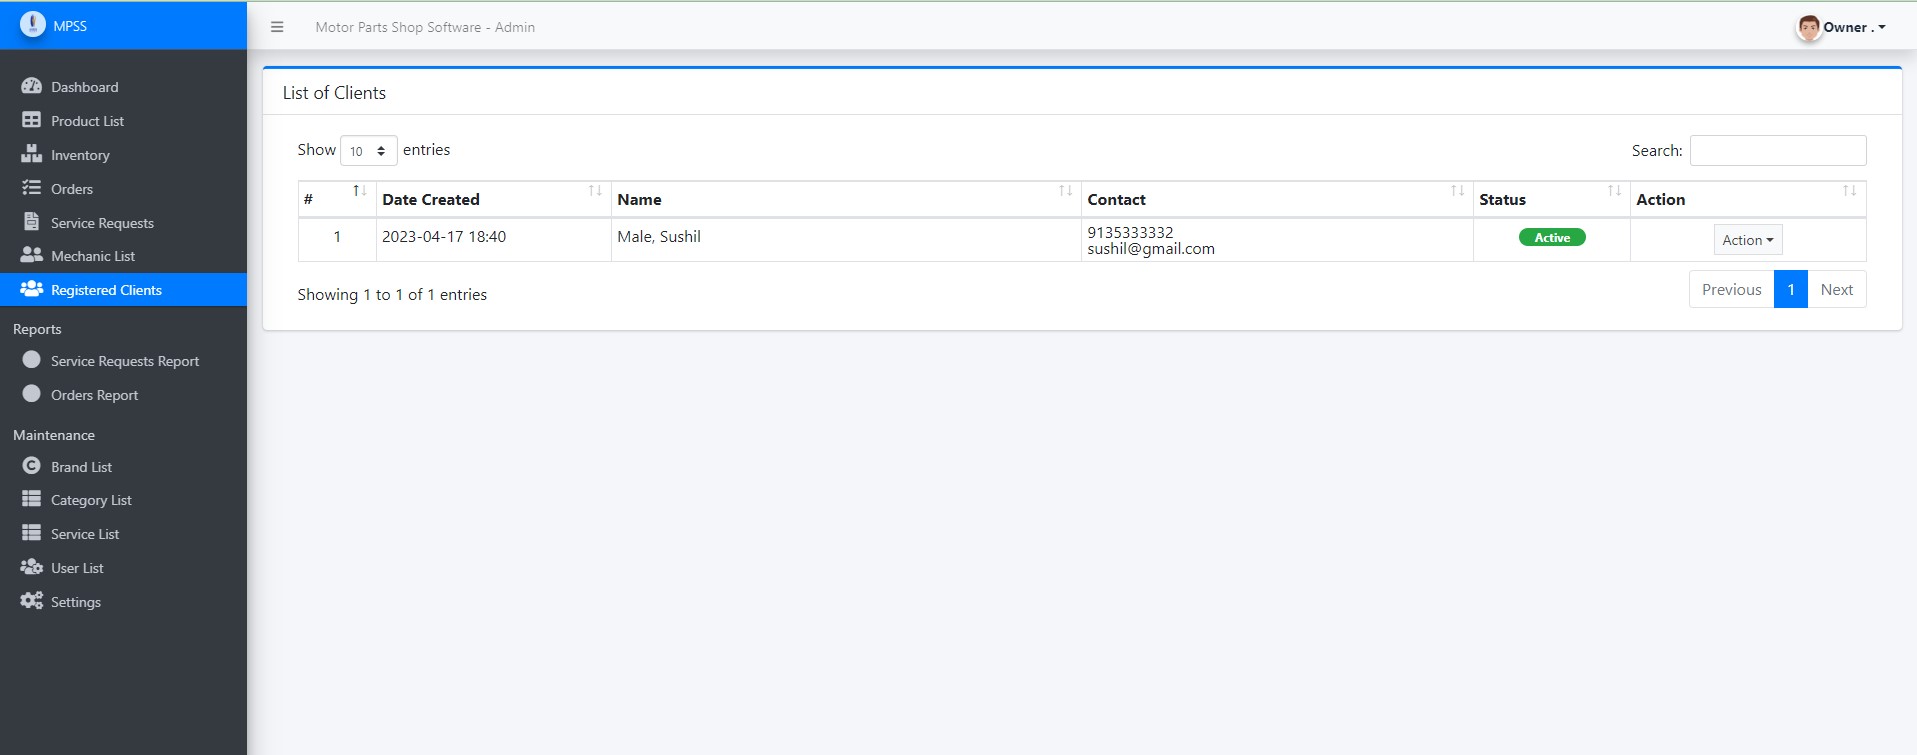 MPSS
Motor Parts Shop Software - Admin
Owner .
Dashboard
Product List
Inventory
Orders
Service Requests
Mechanic List
Registered Clients
Reports
Service Requests Report
Orders Report
Maintenance
Brand List
Category List
Service List
User List
Settings
List of Clients
Show 10 entries
Search:
# Date Created Name Contact Status Action
1 2023-04-17 18:40 Male, Sushil 9135333332 Active Action
sushil@gmail.com
Showing 1 to 1 of 1 entries
Previous 1 Next